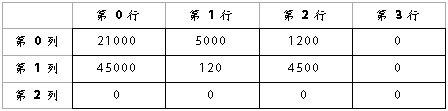 第 0 行 第 1 行 第 2 行 第 3 行
第 0 列 21000 5000 1200 0
第 1 列 45000 120 4500 0
第 2 列 0 0 0 0